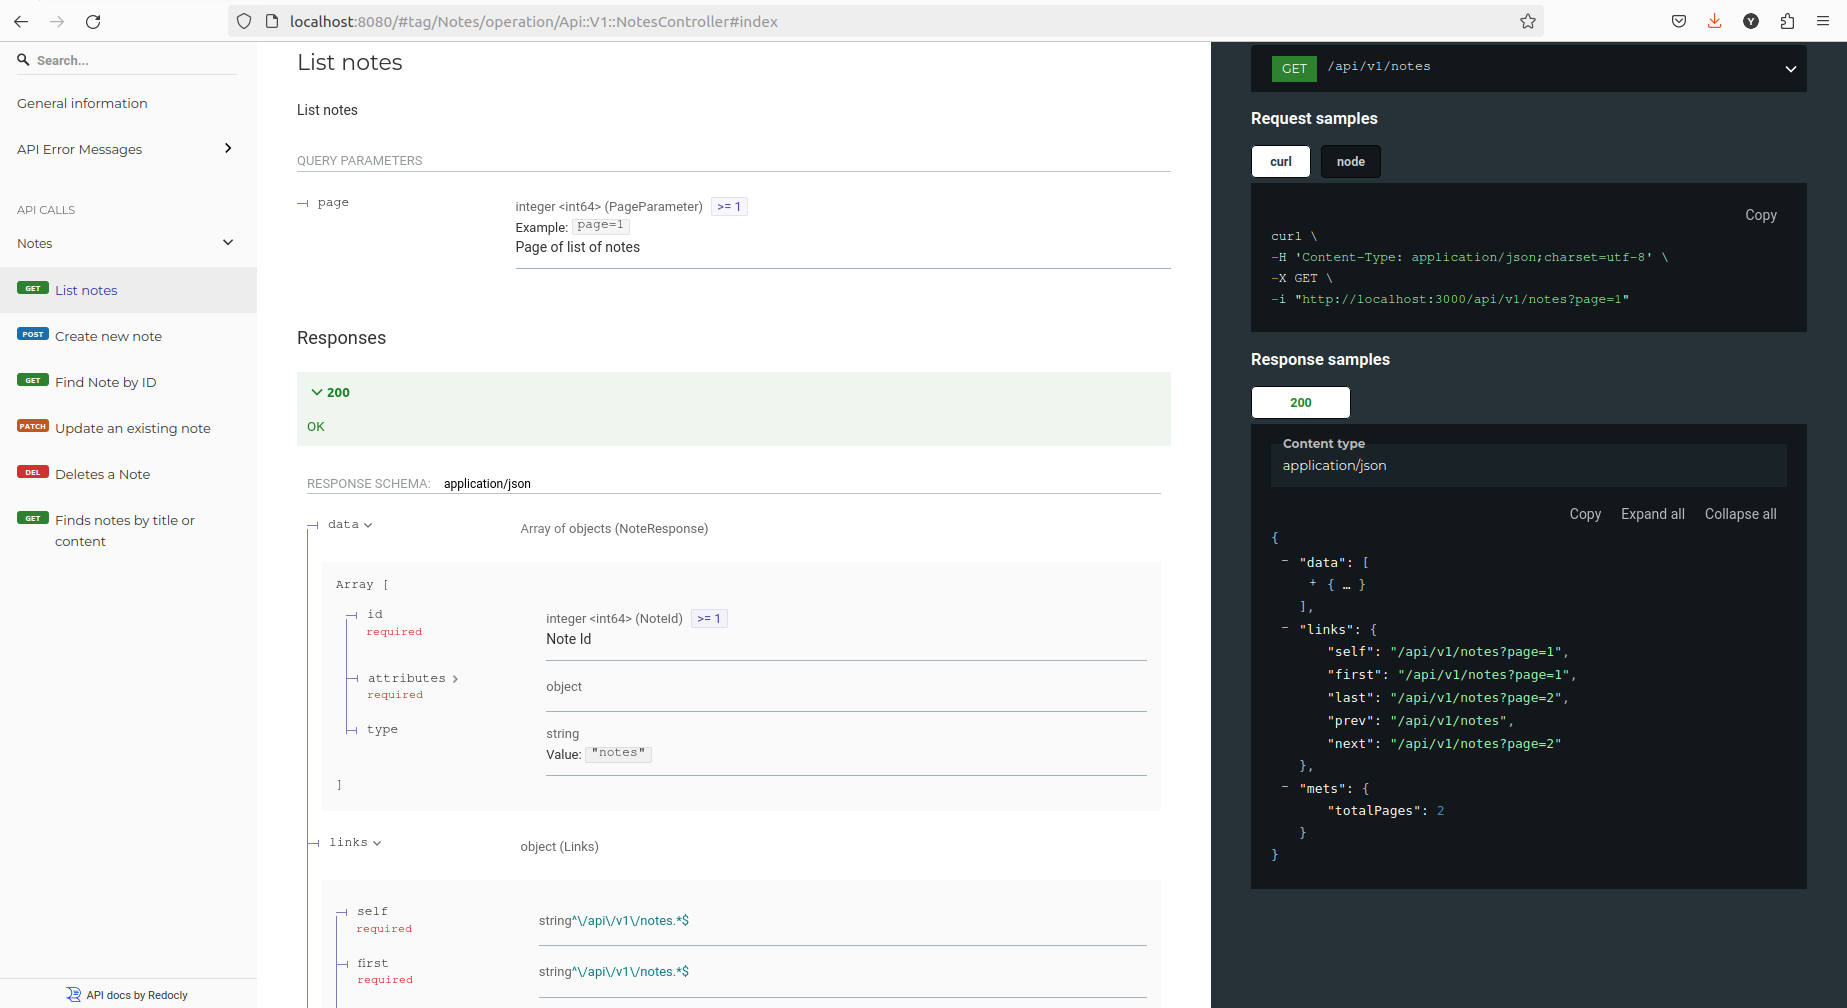 localhost:8080/#tag/Notes/operation/Api::V1::NotesController#index
Y
Search...
General information
API Error Messages
API CALLS
Notes
GET List notes
POST Create new note
GET Find Note by ID
PATCH Update an existing note
DEL Deletes a Note
GET Finds notes by title or
content
API docs by Redocly
List notes
List notes
QUERY PARAMETERS
page
integer <int64> (PageParameter) >= 1
Example: page=1
Page of list of notes
Responses
200
OK
RESPONSE SCHEMA: application/json
data
Array of objects (NoteResponse)
Array [
id
required
integer <int64> (NoteId) >= 1
Note Id
attributes
required
object
type
string
Value: "notes"
]
links
object (Links)
self
required
string^\/api\/v1\/notes.*$
first
required
string^\/api\/v1\/notes.*$
GET /api/v1/notes
Request samples
curl node
Copy
curl \
-H 'Content-Type: application/json;charset=utf-8' \
-X GET \
-i "http://localhost:3000/api/v1/notes?page=1"
Response samples
200
Content type
application/json
Copy Expand all Collapse all
{
- "data": [
+ { … }
],
- "links": {
"self": "/api/v1/notes?page=1",
"first": "/api/v1/notes?page=1",
"last": "/api/v1/notes?page=2",
"prev": "/api/v1/notes",
"next": "/api/v1/notes?page=2"
},
- "mets": {
"totalPages": 2
}
}